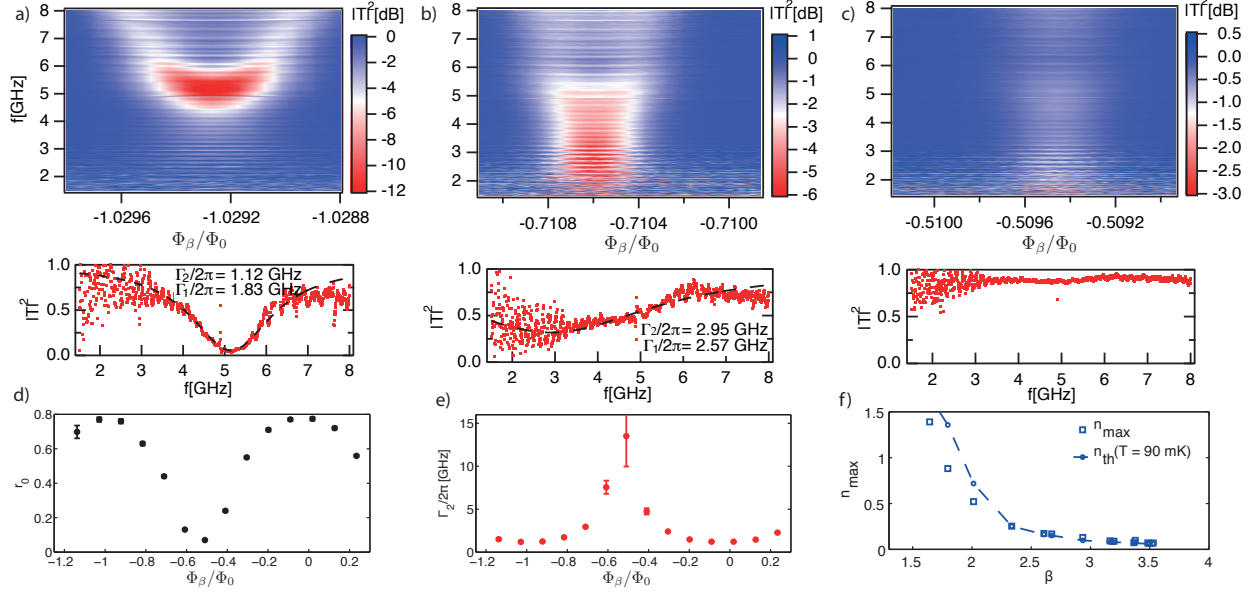 a)
|T|²[dB]
8
7
6
5
4
3
2
f[GHz]
0
-2
-4
-6
-8
-10
-12
-1.0296
-1.0292
-1.0288
Φβ/Φ0
b)
|T|²[dB]
8
7
6
5
4
3
2
1
0
-1
-2
-3
-4
-5
-6
-0.7108
-0.7104
-0.7100
Φβ/Φ0
c)
|T|²[dB]
8
7
6
5
4
3
2
0.5
0.0
-0.5
-1.0
-1.5
-2.0
-2.5
-3.0
-0.5100
-0.5096
-0.5092
Φβ/Φ0
1.0
0.5
0.0
|T|²
Γ2/2π = 1.12 GHz
Γ1/2π = 1.83 GHz
2 3 4 5 6 7 8
f[GHz]
1.0
0.5
0.0
|T|²
Γ2/2π = 2.95 GHz
Γ1/2π = 2.57 GHz
2 3 4 5 6 7 8
f[GHz]
1.0
0.5
0.0
|T|²
2 3 4 5 6 7 8
f[GHz]
d)
0.8
0.6
0.4
0.2
0
r0
−1.2 −1 −0.8 −0.6 −0.4 −0.2 0 0.2
Φβ/Φ0
e)
15
10
5
0
Γ2/2π [GHz]
−1.2 −1 −0.8 −0.6 −0.4 −0.2 0 0.2
Φβ/Φ0
f)
1.5
1
0.5
0
nmax
nmax
nth(T = 90 mK)
1.5 2 2.5 3 3.5 4
β